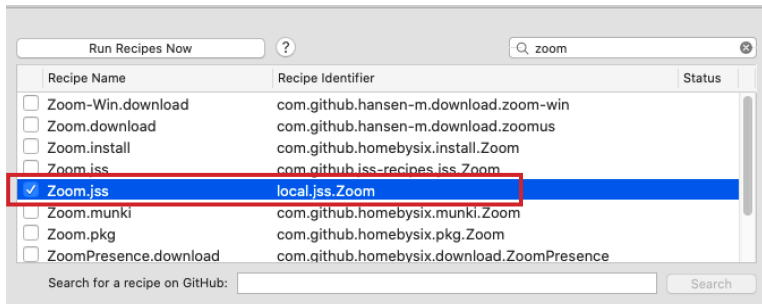 Run Recipes Now ? zoom
Recipe Name Recipe Identifier Status
Zoom-Win.download com.github.hansen-m.download.zoom-win
Zoom.download com.github.hansen-m.download.zoomus
Zoom.install com.github.homebysix.install.Zoom
Zoom.jss com.github.jss-recipes.jss.Zoom
Zoom.jss local.jss.Zoom
Zoom.munki com.github.homebysix.munki.Zoom
Zoom.pkg com.github.homebysix.pkg.Zoom
ZoomPresence.download com.github.homebysix.download.ZoomPresence
Search for a recipe on GitHub: Search